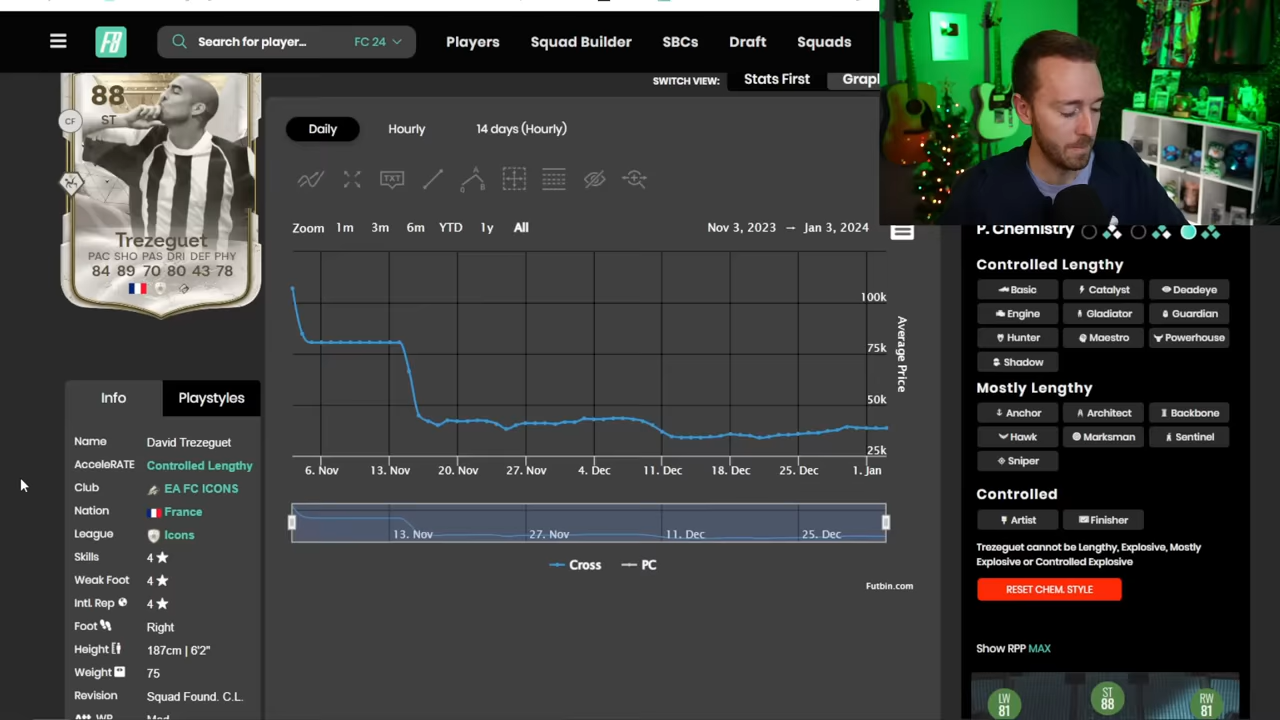 FB
Search for player...
FC 24
Players
Squad Builder
SBCs
Draft
Squads
SWITCH VIEW:
Stats First
88
ST
CF
Trezeguet
PAC SHO PAS DRI DEF PHY
84 89 70 80 43 78
Daily
Hourly
14 days (Hourly)
TXT
Zoom
1m
3m
6m
YTD
1y
All
Nov 3, 2023 → Jan 3, 2024
100k
75k
50k
25k
Average Price
6. Nov
13. Nov
20. Nov
27. Nov
4. Dec
11. Dec
18. Dec
25. Dec
1. Jan
13. Nov
27. Nov
11. Dec
25. Dec
Cross
PC
Futbin.com
Info
Playstyles
Name
David Trezeguet
AcceleRATE
Controlled Lengthy
Club
EA FC ICONS
Nation
France
League
Icons
Skills
4★
Weak Foot
4★
Intl. Rep
4★
Foot
Right
Height
187cm | 6'2"
Weight
75
Revision
Squad Found. C.L.
P. Chemistry
Controlled Lengthy
Basic
Catalyst
Deadeye
Engine
Gladiator
Guardian
Hunter
Maestro
Powerhouse
Shadow
Mostly Lengthy
Anchor
Architect
Backbone
Hawk
Marksman
Sentinel
Sniper
Controlled
Artist
Finisher
Trezeguet cannot be Lengthy, Explosive, Mostly
Explosive or Controlled Explosive
RESET CHEM. STYLE
Show RPP MAX
LW
81
ST
88
RW
81